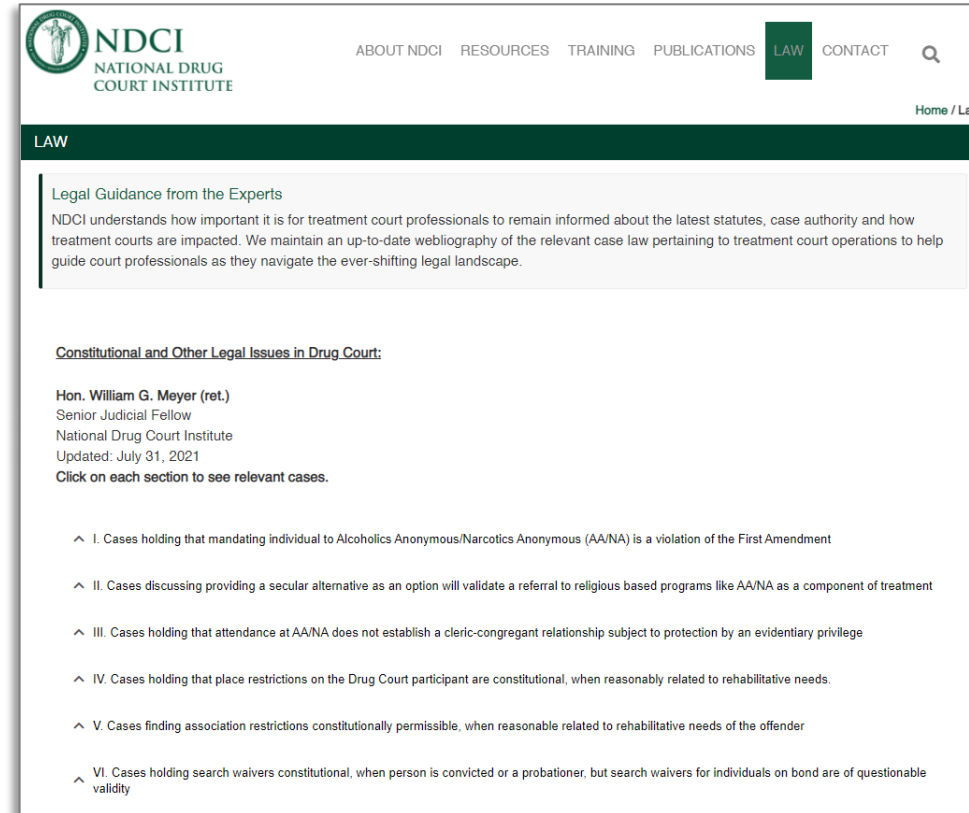 NDCI
NATIONAL DRUG
COURT INSTITUTE
ABOUT NDCI RESOURCES TRAINING PUBLICATIONS LAW CONTACT
Home /
LAW
Legal Guidance from the Experts
NDCI understands how important it is for treatment court professionals to remain informed about the latest statutes, case authority and how
treatment courts are impacted. We maintain an up-to-date webliography of the relevant case law pertaining to treatment court operations to help
guide court professionals as they navigate the ever-shifting legal landscape.
Constitutional and Other Legal Issues in Drug Court:
Hon. William G. Meyer (ret.)
Senior Judicial Fellow
National Drug Court Institute
Updated: July 31, 2021
Click on each section to see relevant cases.
I. Cases holding that mandating individual to Alcoholics Anonymous/Narcotics Anonymous (AA/NA) is a violation of the First Amendment
II. Cases discussing providing a secular alternative as an option will validate a referral to religious based programs like AA/NA as a component of treatment
III. Cases holding that attendance at AA/NA does not establish a cleric-congregant relationship subject to protection by an evidentiary privilege
IV. Cases holding that place restrictions on the Drug Court participant are constitutional, when reasonably related to rehabilitative needs.
V. Cases finding association restrictions constitutionally permissible, when reasonable related to rehabilitative needs of the offender
VI. Cases holding search waivers constitutional, when person is convicted or a probationer, but search waivers for individuals on bond are of questionable
validity